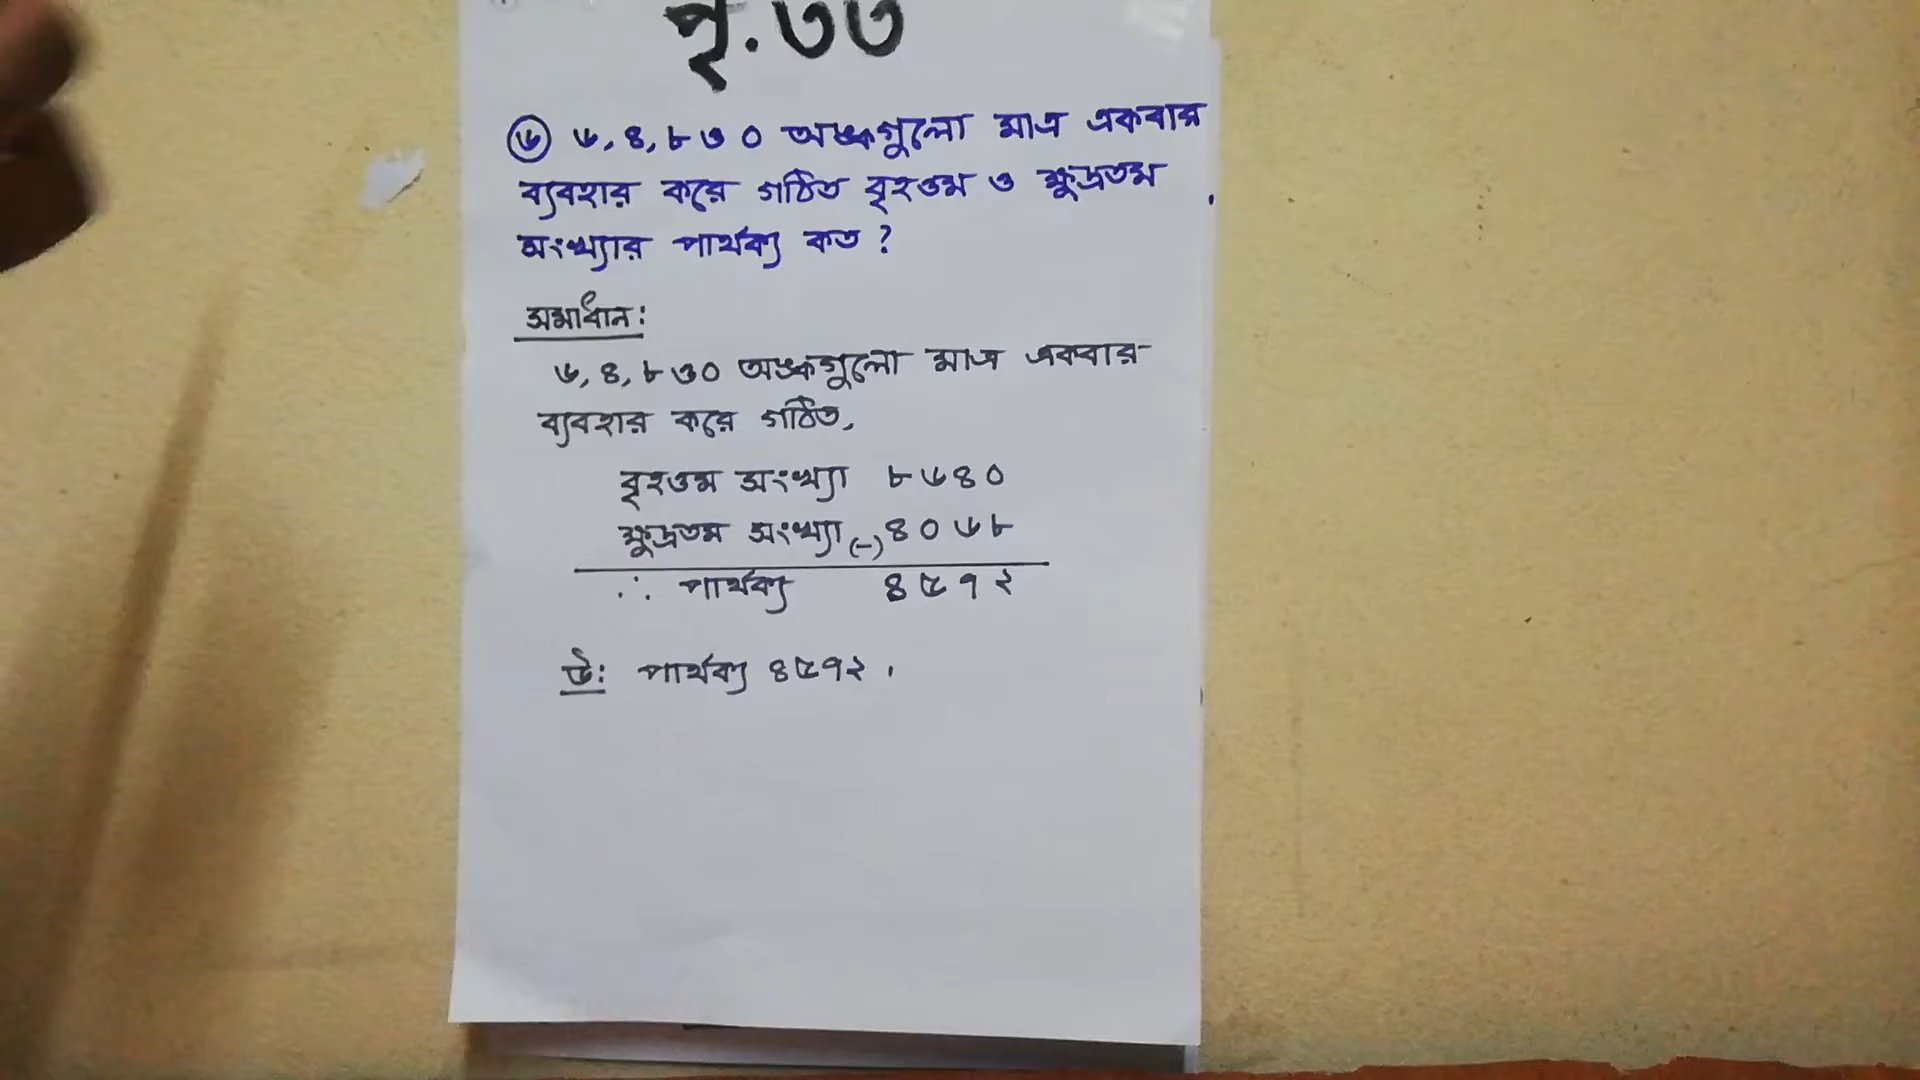 পৃ. ৩৩
৬ ৬, ৪, ৮ ও ০ অঙ্কগুলো মাত্র একবার
ব্যবহার করে গঠিত বৃহত্তম ও ক্ষুদ্রতম
সংখ্যার পার্থক্য কত ?
সমাধান:
৬, ৪, ৮ ও ০ অঙ্কগুলো মাত্র একবার
ব্যবহার করে গঠিত,
বৃহত্তম সংখ্যা ৮৬৪০
ক্ষুদ্রতম সংখ্যা (-) ৪০৬৮
∴ পার্থক্য ৪৫৭২
উ: পার্থক্য ৪৫৭২ ।